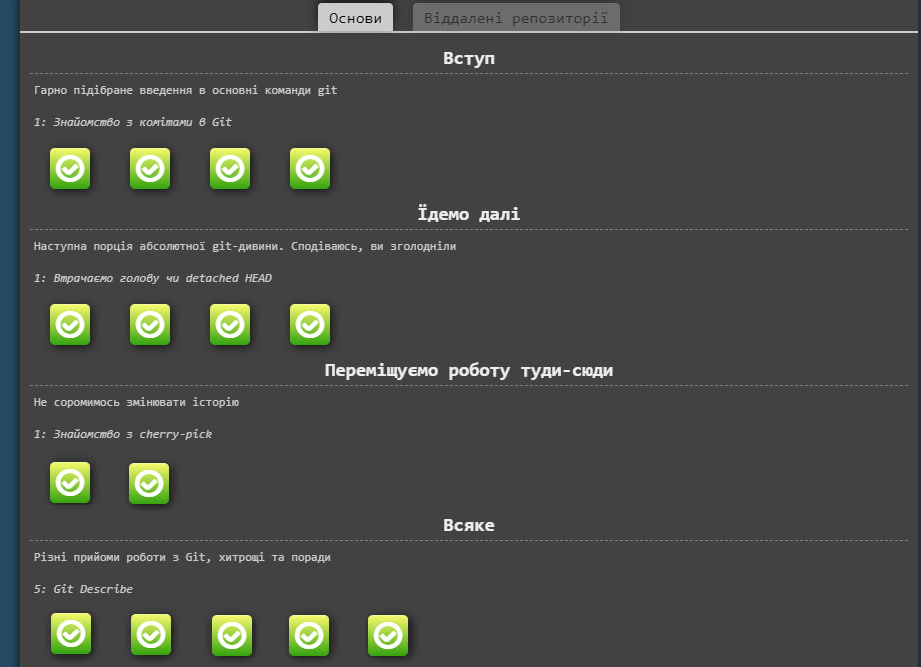 Основи Віддалені репозиторії
Вступ
Гарно підібране введення в основні команди git
1: Знайомство з комітами в Git
Їдемо далі
Наступна порція абсолютної git-дивини. Сподіваюсь, ви зголодніли
1: Втрачаємо голову чи detached HEAD
Переміщуємо роботу туди-сюди
Не соромимось змінювати історію
1: Знайомство з cherry-pick
Всяке
Різні прийоми роботи з Git, хитрощі та поради
5: Git Describe